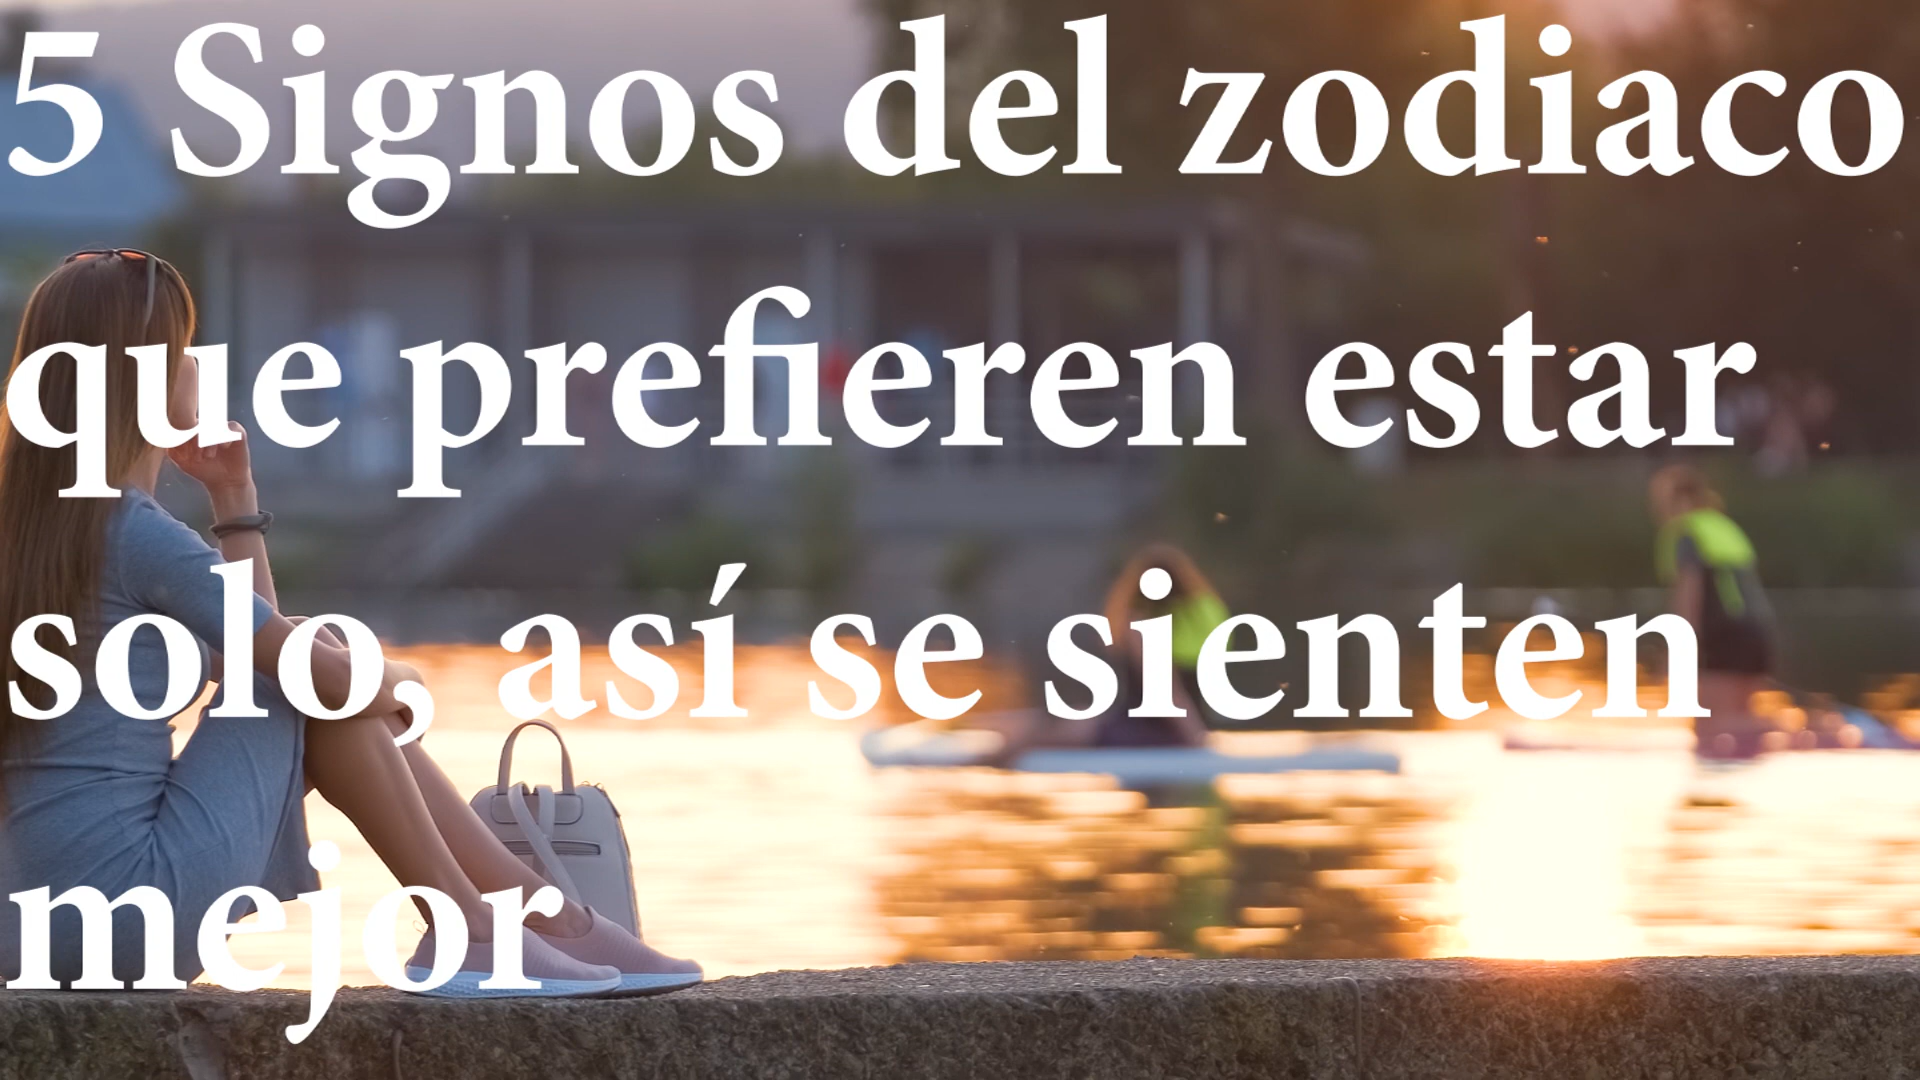 5 Signos del zodiaco
que prefieren estar
solo, así se sienten
mejor